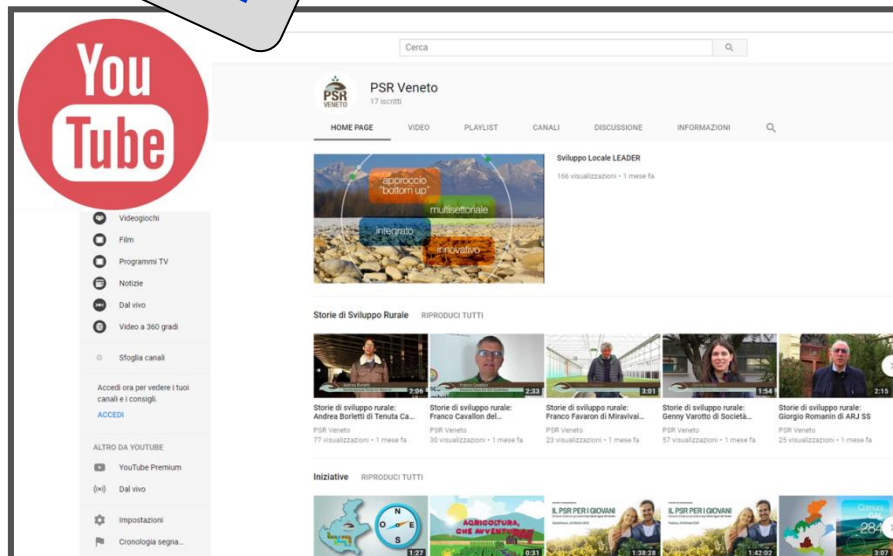 You
Tube
Cerca
PSR
VENETO
PSR Veneto
17 iscritti
HOME PAGE VIDEO PLAYLIST CANALI DISCUSSIONE INFORMAZIONI
approccio
"bottom up"
multisettoriale
integrato
innovativo
Sviluppo Locale LEADER
166 visualizzazioni • 1 mese fa
Videogiochi
Film
Programmi TV
Notizie
Dal vivo
Video a 360 gradi
Sfoglia canali
Accedi ora per vedere i tuoi
canali e i consigli.
ACCEDI
ALTRO DA YOUTUBE
YouTube Premium
Dal vivo
Impostazioni
Cronologia segna...
Storie di Sviluppo Rurale RIPRODUCI TUTTI
Andrea Borletti
2:06
Franco Cavallon
2:33
3:01
1:54
2:15
Storie di sviluppo rurale:
Andrea Borletti di Tenuta Ca...
PSR Veneto
77 visualizzazioni • 1 mese fa
Storie di sviluppo rurale:
Franco Cavallon del...
PSR Veneto
30 visualizzazioni • 1 mese fa
Storie di sviluppo rurale:
Franco Favaron di Miravival...
PSR Veneto
23 visualizzazioni • 1 mese fa
Storie di sviluppo rurale:
Genny Varotto di Società...
PSR Veneto
57 visualizzazioni • 1 mese fa
Storie di sviluppo rurale:
Giorgio Romanin di ARJ SS
PSR Veneto
25 visualizzazioni • 1 mese fa
Iniziative RIPRODUCI TUTTI
N
O E
S
1:27
AGRICOLTURA,
CHE AVVENTURA
0:31
IL PSR PER I GIOVANI
1:38:28
IL PSR PER I GIOVANI
1:42:02
Comuni
GAL
284
3:07